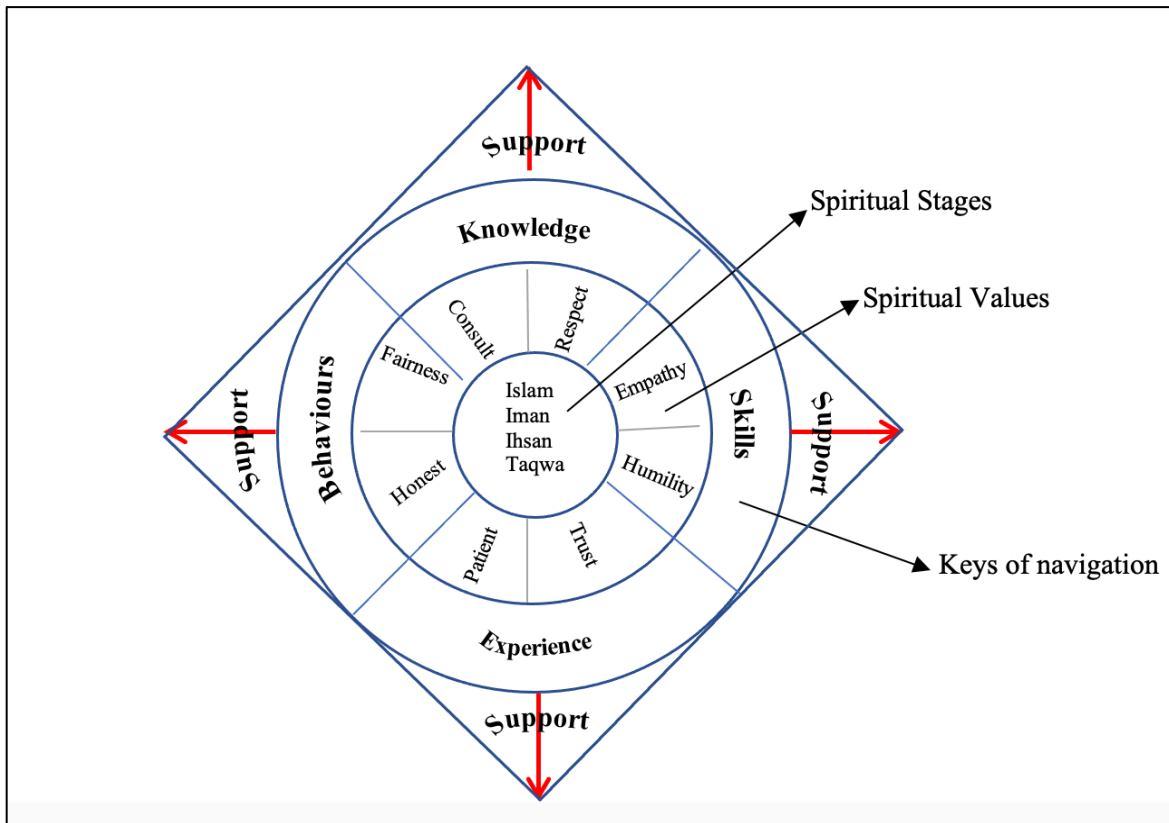 Support
Spiritual Stages
Knowledge
Spiritual Values
Consult
Respect
Fairness
Empathy
Islam
Iman
Ihsan
Taqwa
Support
Behaviours
Skills
Support
Honest
Humility
Patient
Trust
Keys of navigation
Experience
Support